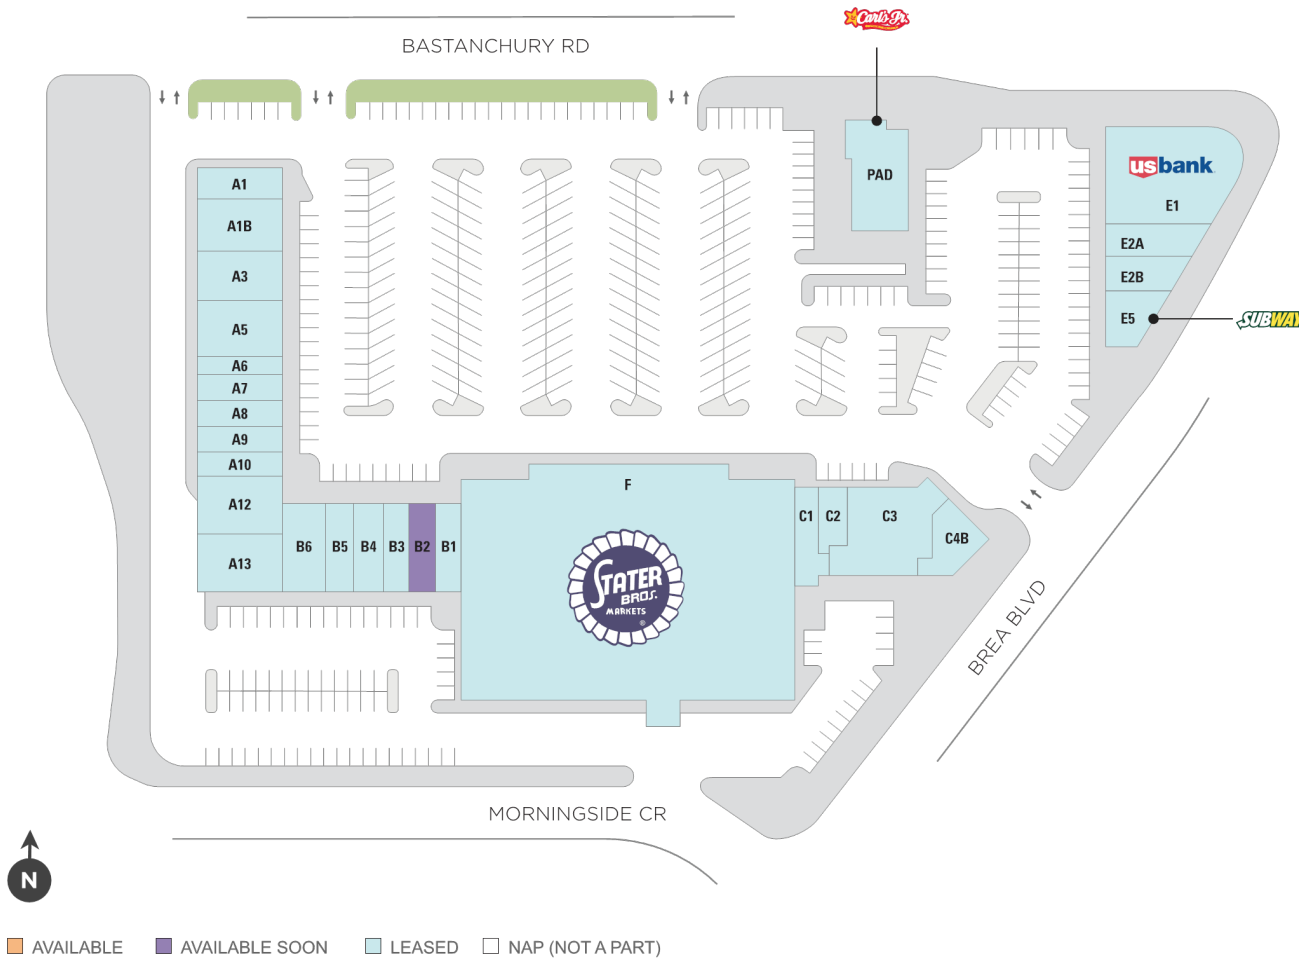 Carl's Jr.
BASTANCHURY RD
PAD
usbank
E1
E2A
E2B
E5
SUBWAY
A1
A1B
A3
A5
A6
A7
A8
A9
A10
A12
A13
B6
B5
B4
B3
B2
B1
F
STATER
BROS.
MARKETS
®
C1
C2
C3
C4B
BREA BLVD
MORNINGSIDE CR
N
AVAILABLE
AVAILABLE SOON
LEASED
NAP (NOT A PART)